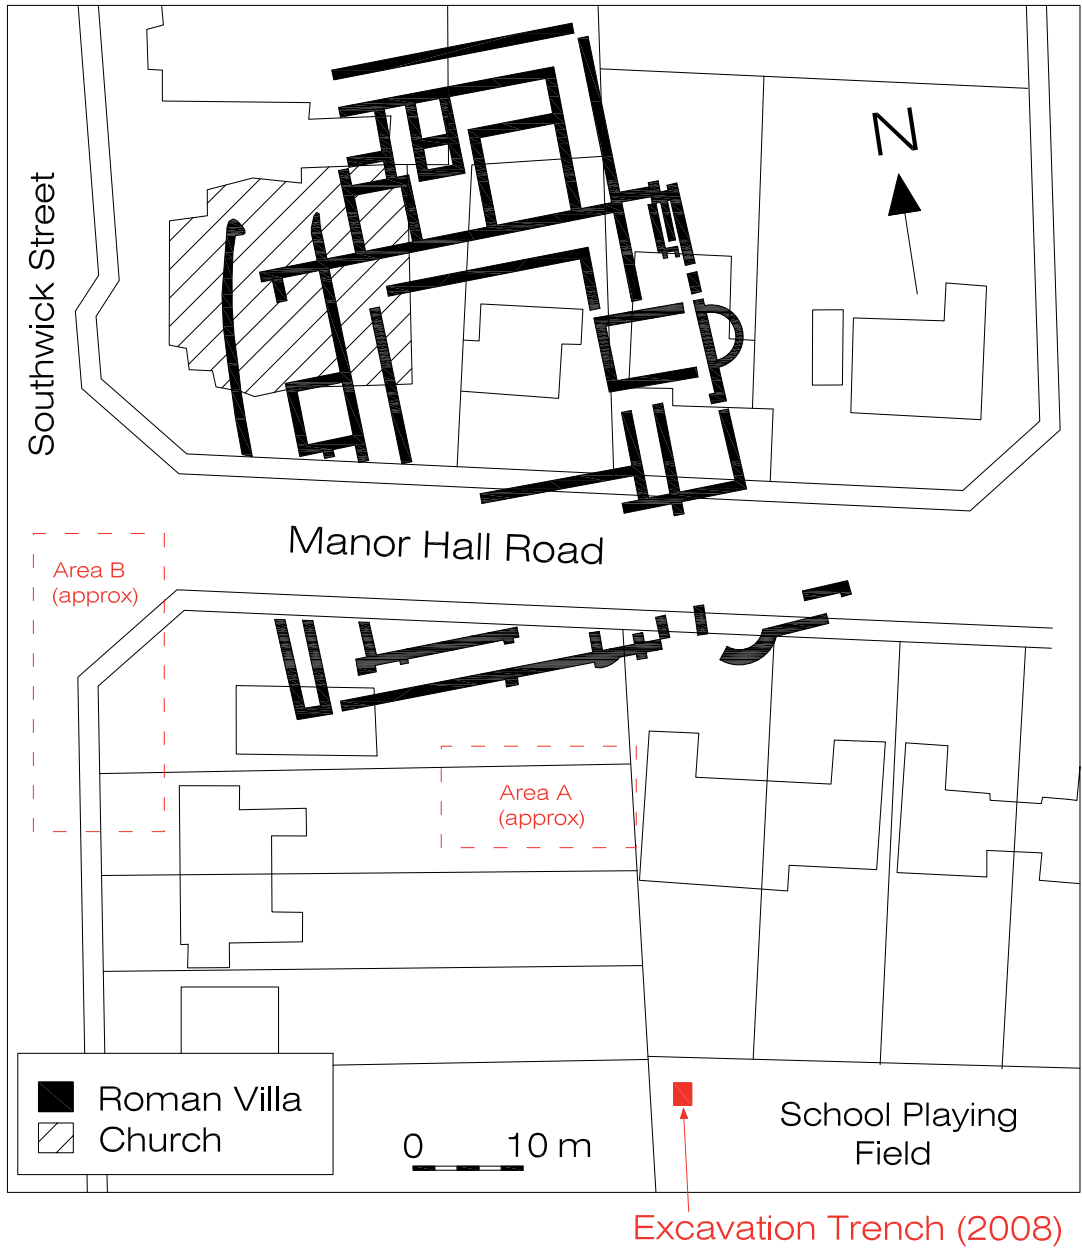 N
Southwick Street
Manor Hall Road
Area B
(approx)
Area A
(approx)
Roman Villa
Church
0 10 m
School Playing
Field
Excavation Trench (2008)